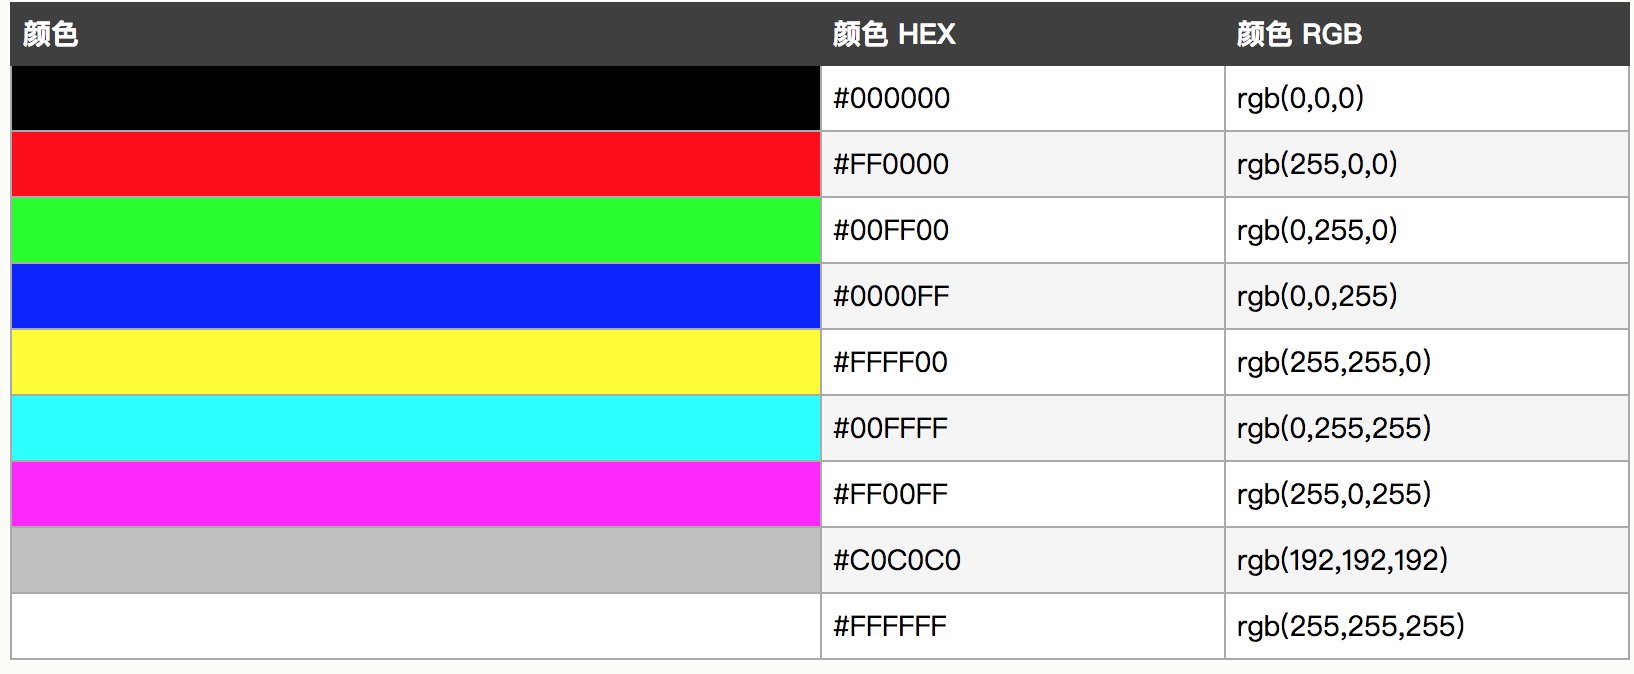 颜色 颜色 HEX 颜色 RGB
#000000 rgb(0,0,0)
#FF0000 rgb(255,0,0)
#00FF00 rgb(0,255,0)
#0000FF rgb(0,0,255)
#FFFF00 rgb(255,255,0)
#00FFFF rgb(0,255,255)
#FF00FF rgb(255,0,255)
#C0C0C0 rgb(192,192,192)
#FFFFFF rgb(255,255,255)